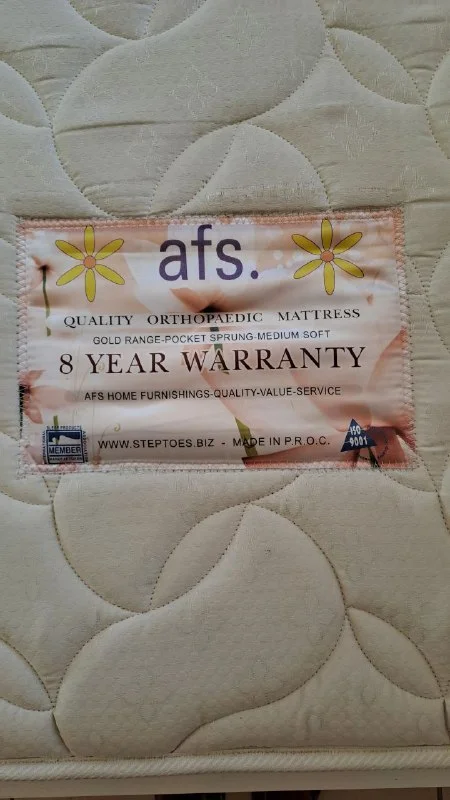 afs.
QUALITY ORTHOPAEDIC MATTRESS
GOLD RANGE-POCKET SPRUNG-MEDIUM SOFT
8 YEAR WARRANTY
AFS HOME FURNISHINGS-QUALITY-VALUE-SERVICE
MEMBER
WWW.STEPTOES.BIZ - MADE IN P.R.O.C.
ISO
9001